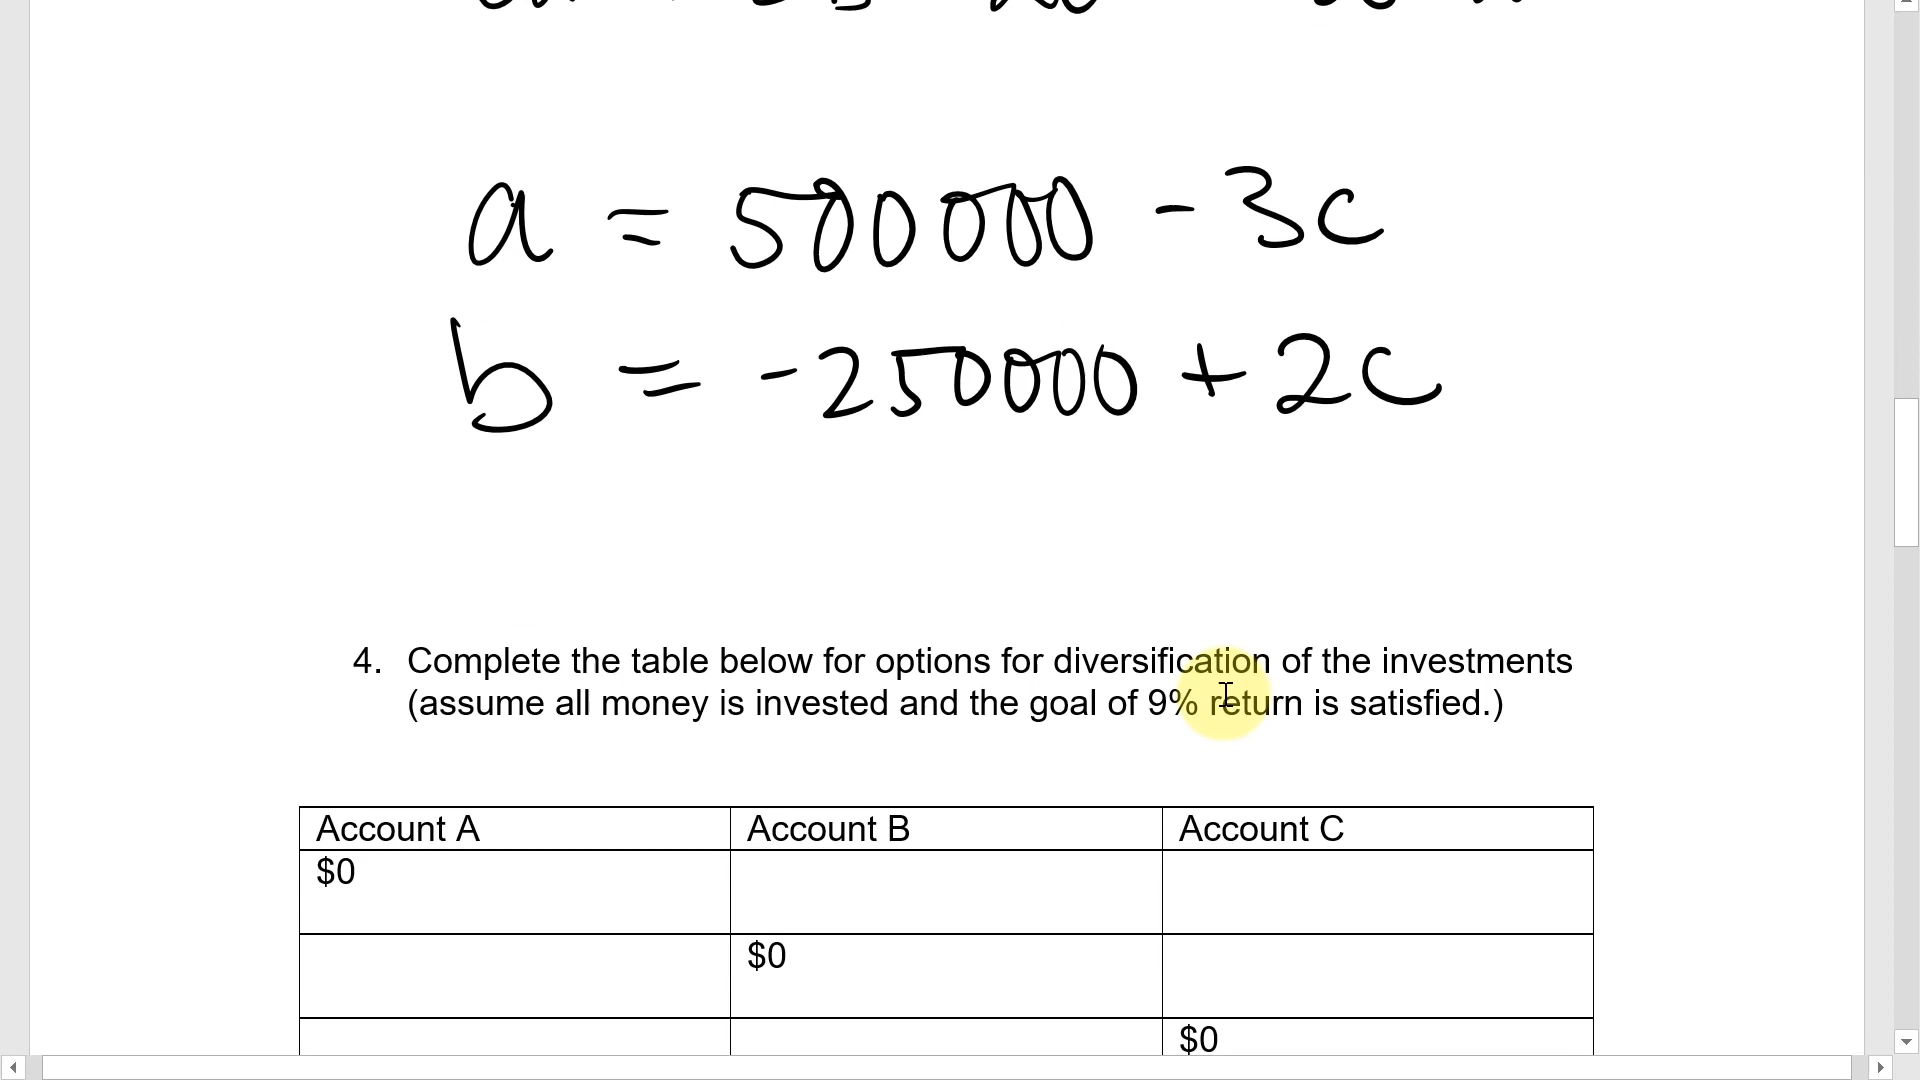 a = 500000 - 3c
b = -250000 + 2c
4. Complete the table below for options for diversification of the investments
(assume all money is invested and the goal of 9% return is satisfied.)
Account A Account B Account C
$0
$0
$0